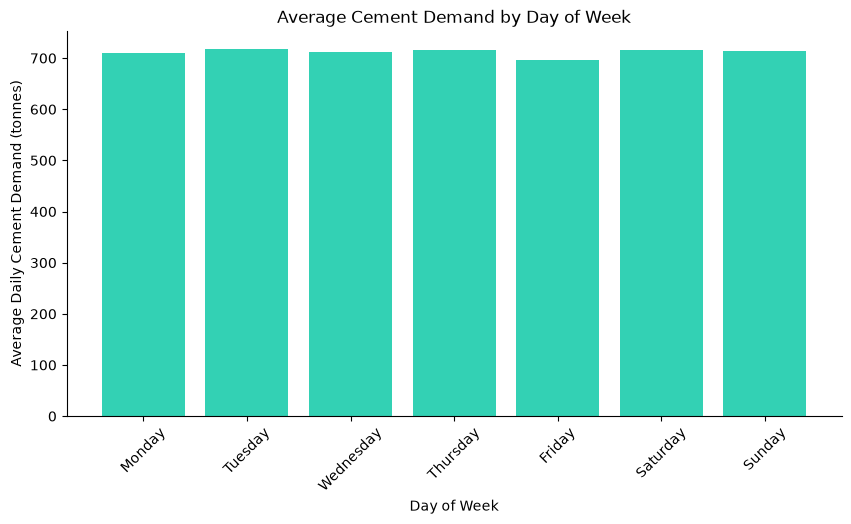 Average Cement Demand by Day of Week
Average Daily Cement Demand (tonnes)
700
600
500
400
300
200
100
0
Monday
Tuesday
Wednesday
Thursday
Friday
Saturday
Sunday
Day of Week